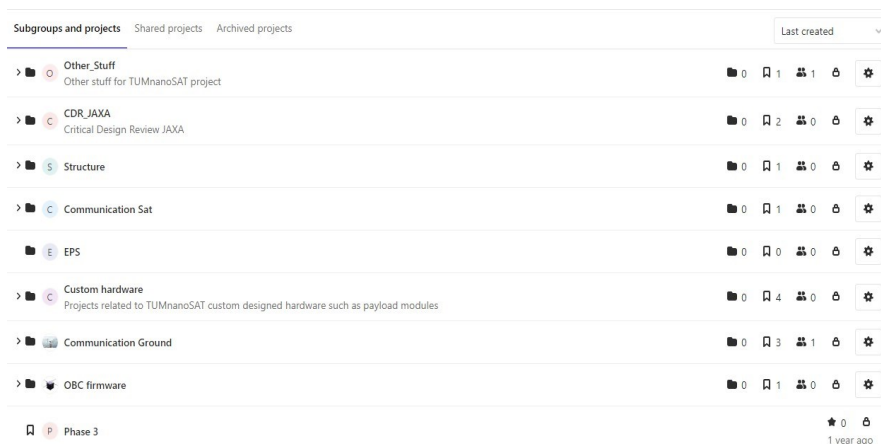 Subgroups and projects Shared projects Archived projects Last created
O Other_Stuff 0 1 1
Other stuff for TUMnanoSAT project
C CDR_JAXA 0 2 0
Critical Design Review JAXA
S Structure 0 1 0
C Communication Sat 0 1 0
E EPS 0 0 0
C Custom hardware 0 4 0
Projects related to TUMnanoSAT custom designed hardware such as payload modules
Communication Ground 0 3 1
OBC firmware 0 1 0
P Phase 3 0
1 year ago